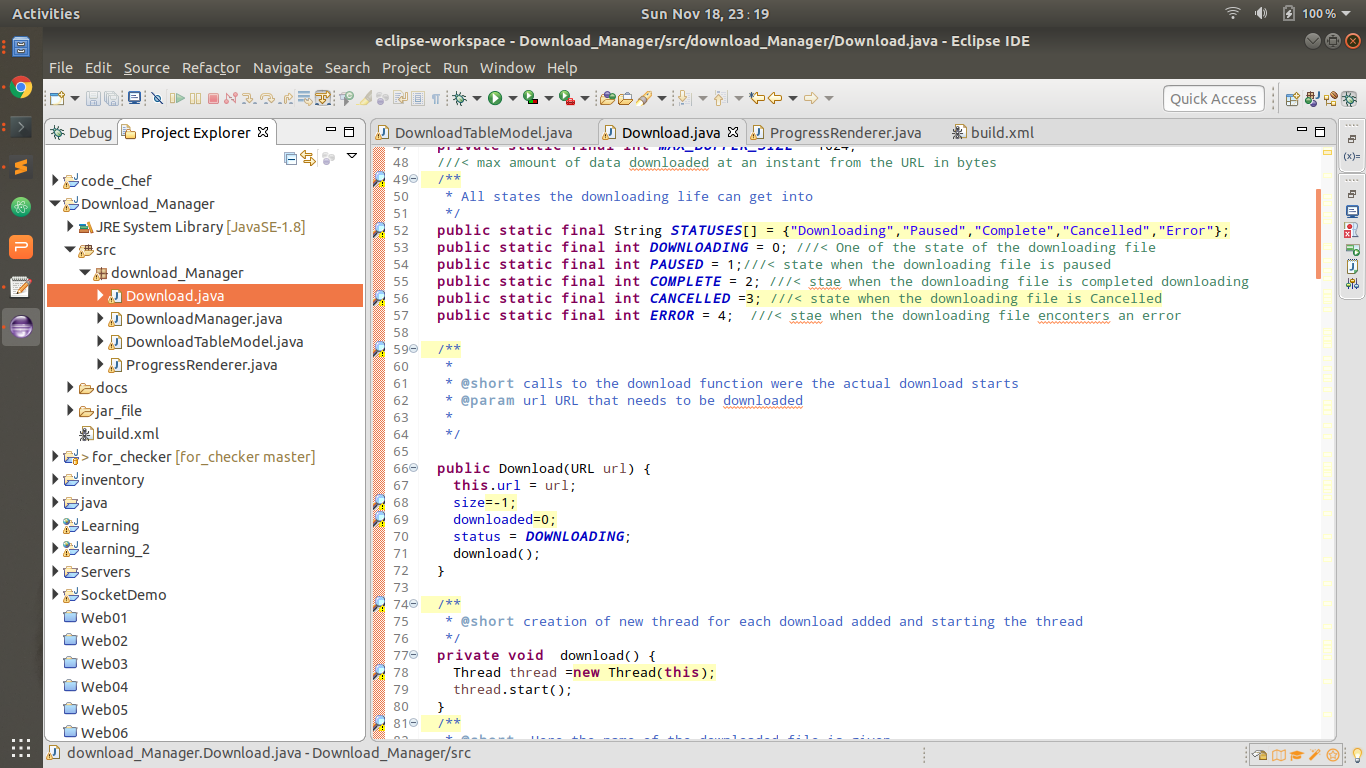 Activities
Sun Nov 18, 23:19
100 %
eclipse-workspace - Download_Manager/src/download_Manager/Download.java - Eclipse IDE
File Edit Source Refactor Navigate Search Project Run Window Help
Quick Access
Debug
Project Explorer
code_Chef
Download_Manager
JRE System Library [JavaSE-1.8]
src
download_Manager
Download.java
DownloadManager.java
DownloadTableModel.java
ProgressRenderer.java
docs
jar_file
build.xml
> for_checker [for_checker master]
inventory
java
Learning
learning_2
Servers
SocketDemo
Web01
Web02
Web03
Web04
Web05
Web06
DownloadTableModel.java
Download.java
ProgressRenderer.java
build.xml
47 private static final int MAX_BUFFER_SIZE = 1024;
48 ///< max amount of data downloaded at an instant from the URL in bytes
49 /**
50 * All states the downloading life can get into
51 */
52 public static final String STATUSES[] = {"Downloading","Paused","Complete","Cancelled","Error"};
53 public static final int DOWNLOADING = 0; ///< One of the state of the downloading file
54 public static final int PAUSED = 1;///< state when the downloading file is paused
55 public static final int COMPLETE = 2; ///< stae when the downloading file is completed downloading
56 public static final int CANCELLED =3; ///< state when the downloading file is Cancelled
57 public static final int ERROR = 4; ///< stae when the downloading file enconters an error
58
59 /**
60 *
61 * @short calls to the download function were the actual download starts
62 * @param url URL that needs to be downloaded
63 *
64 */
65
66 public Download(URL url) {
67 this.url = url;
68 size=-1;
69 downloaded=0;
70 status = DOWNLOADING;
71 download();
72 }
73
74 /**
75 * @short creation of new thread for each download added and starting the thread
76 */
77 private void download() {
78 Thread thread =new Thread(this);
79 thread.start();
80 }
81 /**
download_Manager.Download.java - Download_Manager/src